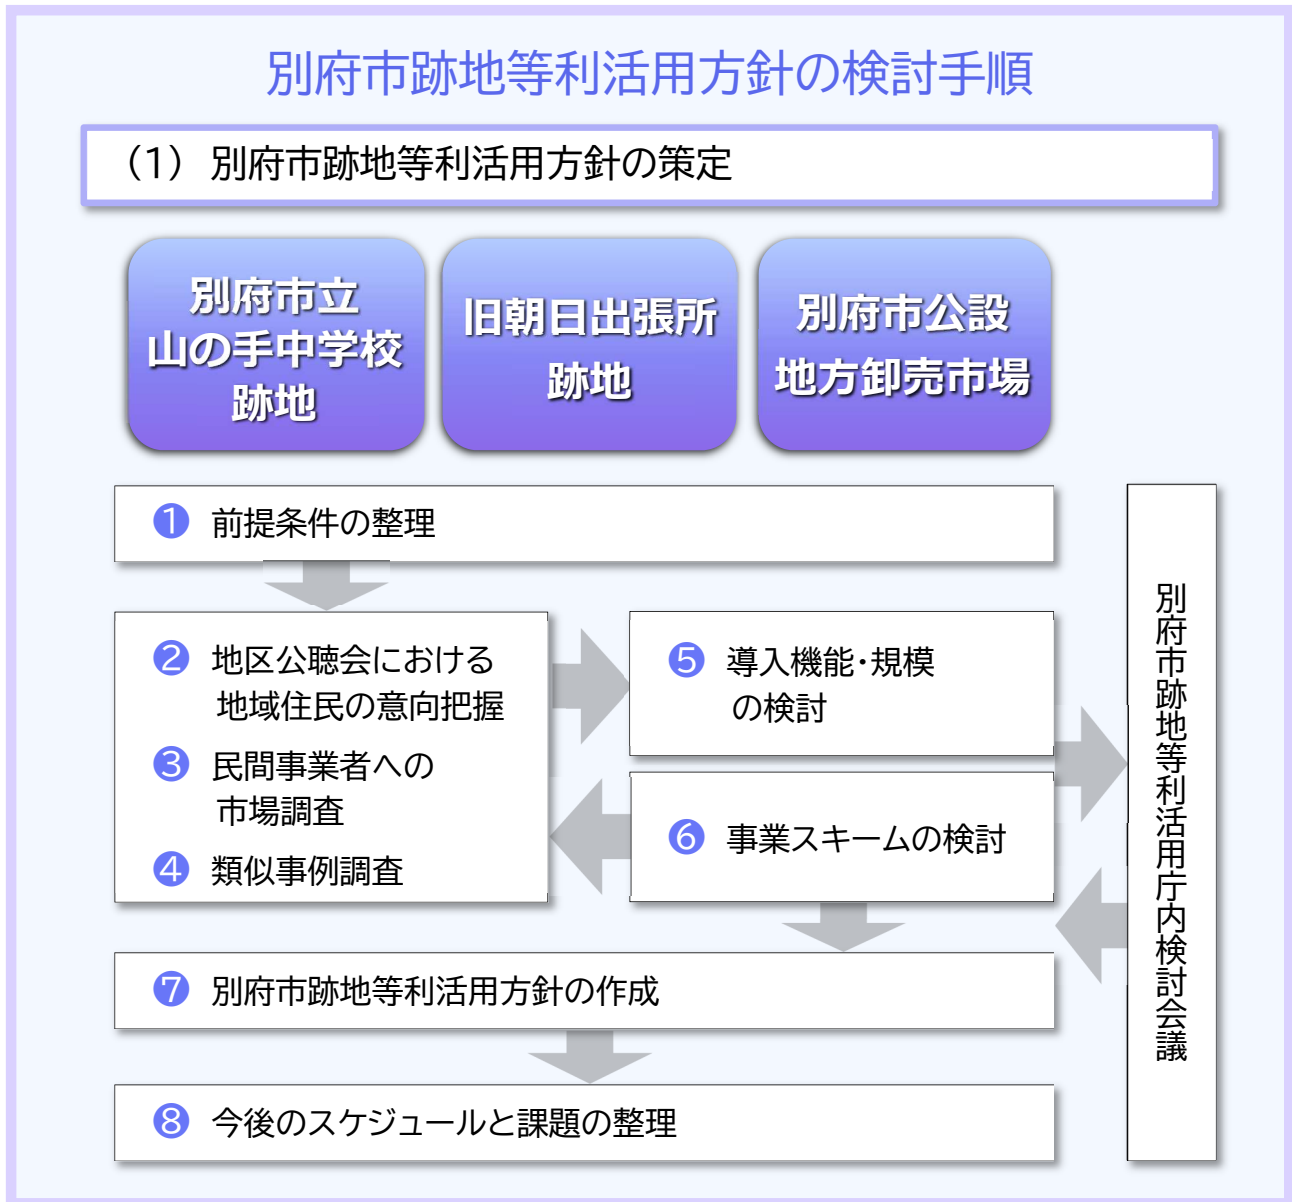 別府市跡地等利活用方針の検討手順
（1） 別府市跡地等利活用方針の策定
別府市立
山の手中学校
跡地
旧朝日出張所
跡地
別府市公設
地方卸売市場
❶ 前提条件の整理
❷ 地区公聴会における
地域住民の意向把握
❸ 民間事業者への
市場調査
❹ 類似事例調査
❺ 導入機能・規模
の検討
❻ 事業スキームの検討
❼ 別府市跡地等利活用方針の作成
❽ 今後のスケジュールと課題の整理
別府市跡地等利活用庁内検討会議